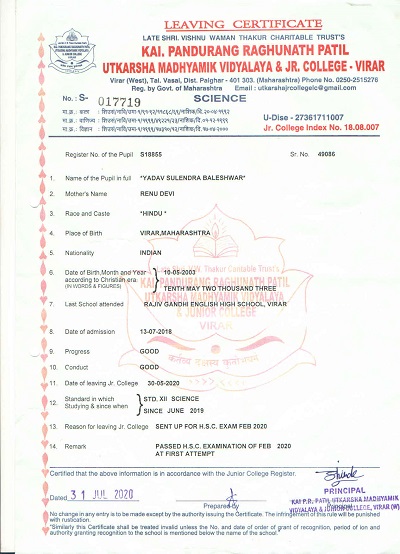 LEAVING CERTIFICATE
LATE SHRI. VISHNU WAMAN THAKUR CHARITABLE TRUST'S
KAI. PANDURANG RAGHUNATH PATIL
UTKARSHA MADHYAMIK VIDYALAYA & JR. COLLEGE - VIRAR
Virar (West), Tal. Vasai, Dist. Palghar - 401 303. (Maharashtra) Phone No. 0250-2515276
Reg. by Govt. of Maharashtra Email : utkarshajrcollegelc@gmail.com
No.: S- 017719 SCIENCE
U-Dise - 27361711007
Jr. College Index No. 18.08.007
Register No. of the Pupil S18855 Sr. No. 49086
1. Name of the Pupil in full *YADAV SULENDRA BALESHWAR*
2. Mother's Name RENU DEVI
3. Race and Caste *HINDU *
4. Place of Birth VIRAR,MAHARASHTRA
5. Nationality INDIAN
6. Date of Birth,Month and Year according to Christian era (IN WORDS & FIGURES) 10-05-2003
TENTH MAY TWO THOUSAND THREE
7. Last School attended RAJIV GANDHI ENGLISH HIGH SCHOOL, VIRAR
8. Date of admission 13-07-2018
9. Progress GOOD
10. Conduct GOOD
11. Date of leaving Jr. College 30-05-2020
12. Standard in which Studying & since when STD. XII SCIENCE
SINCE JUNE 2019
13. Reason for leaving Jr. College SENT UP FOR H.S.C. EXAM FEB 2020
14. Remark PASSED H.S.C. EXAMINATION OF FEB 2020
AT FIRST ATTEMPT
Certified that the above information is in accordance with the Junior College Register.
Dated 31 JUL 2020
Prepared by
PRINCIPAL
KAI P.R. PATIL UTKARSHA MADHYAMIK
VIDYALAYA & JUNIOR COLLEGE, VIRAR (W)
No change in any entry is to be made except by the authority issuing the Certificate. The infringement of this rule will be punished
with rustication.
*Similarly this Certificate shall be treated invalid unless the No. and date of order of grant of recognition, period of ion and
authority granting recognition to the school is mentioned below the name of the school.*